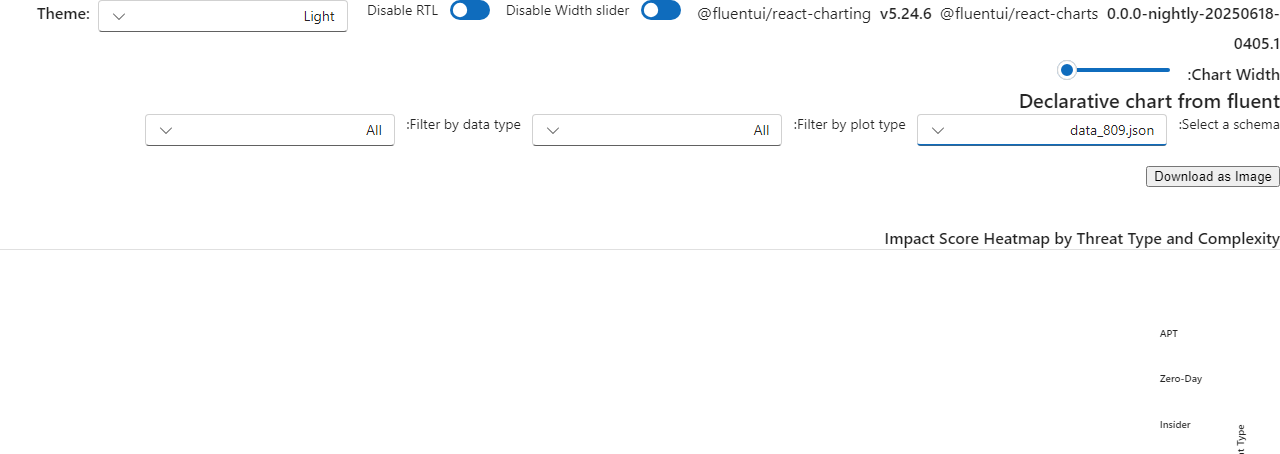 Theme: Light Disable RTL Disable Width slider @fluentui/react-charting v5.24.6 @fluentui/react-charts 0.0.0-nightly-20250618-
0405.1
:Chart Width
Declarative chart from fluent
:Select a schema data_809.json :Filter by plot type All :Filter by data type All
Download as Image
Impact Score Heatmap by Threat Type and Complexity
APT
Zero-Day
Insider
Type